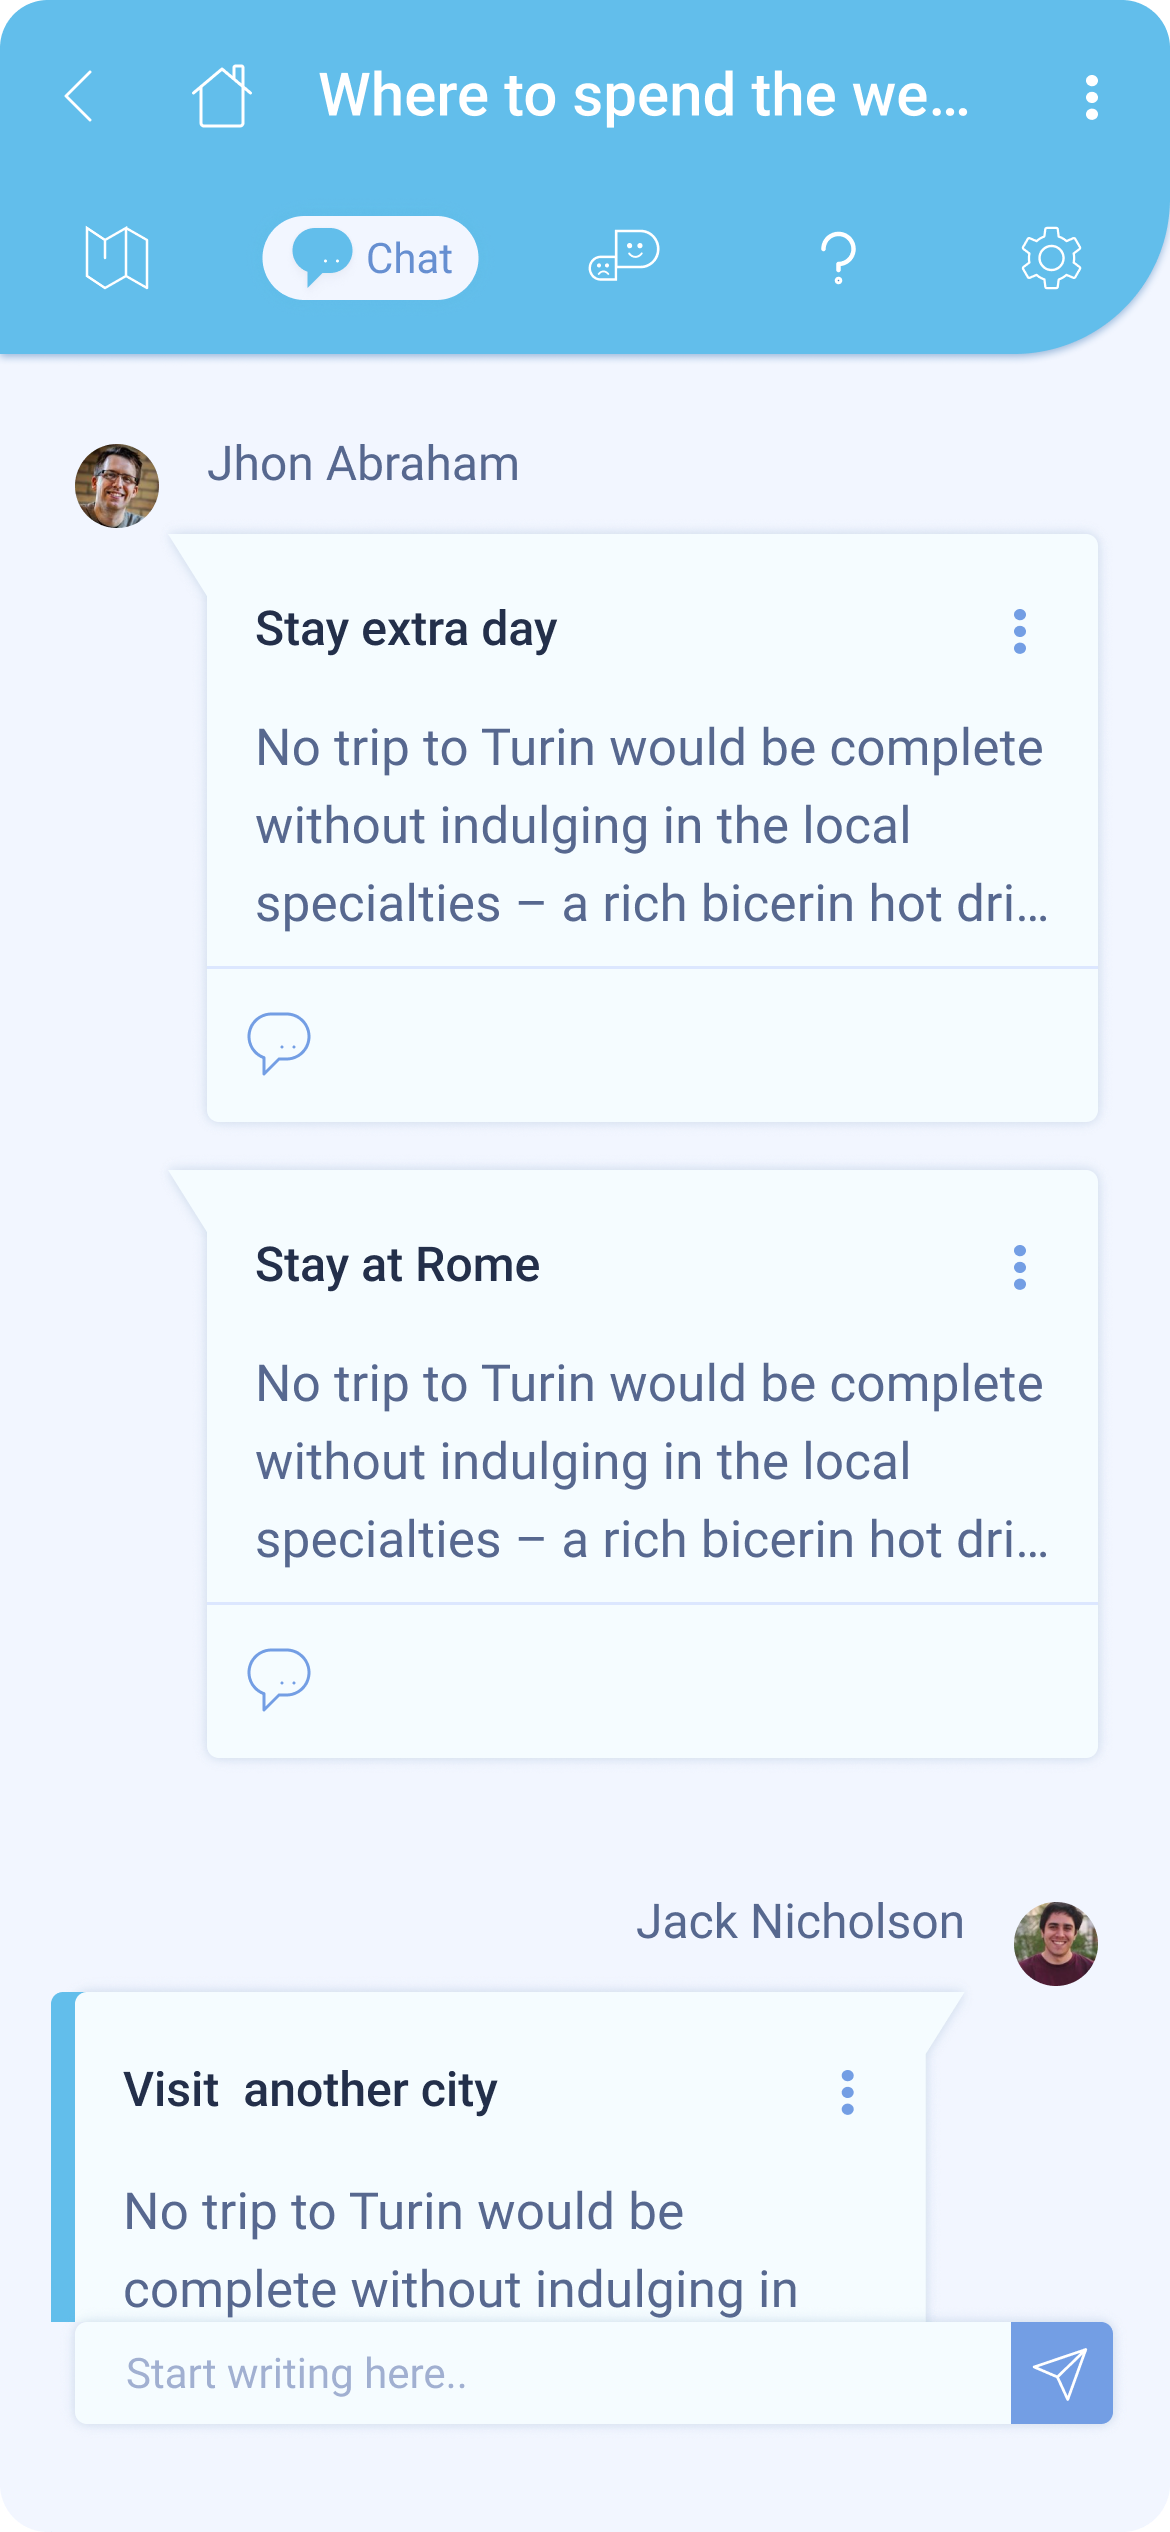 Where to spend the we...
Chat
Jhon Abraham
Stay extra day
No trip to Turin would be complete
without indulging in the local
specialties – a rich bicerin hot dri...
Stay at Rome
No trip to Turin would be complete
without indulging in the local
specialties – a rich bicerin hot dri...
Jack Nicholson
Visit  another city
No trip to Turin would be
complete without indulging in
Start writing here..